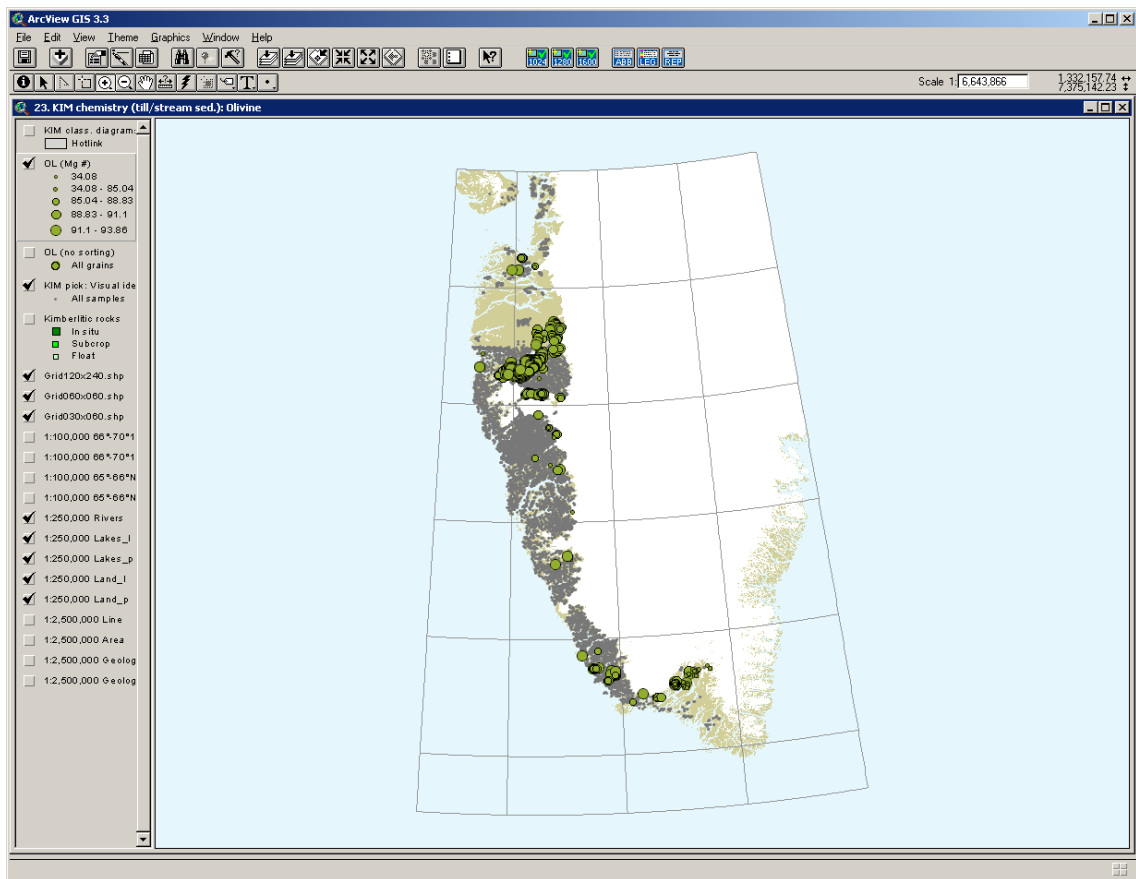 ArcView GIS 3.3
File Edit View Theme Graphics Window Help
1024 1280 1600 ABB LEG REP
Scale 1: 6,643,866 1,332,157.74
7,375,142.23
23. KIM chemistry (till/stream sed.): Olivine
KIM class. diagram:
Hotlink
OL (Mg #)
34.08
34.08 - 85.04
85.04 - 88.83
88.83 - 91.1
91.1 - 93.86
OL (no sorting)
All grains
KIM pick: Visual ide
All samples
Kimberlitic rocks
In situ
Subcrop
Float
Grid120x240.shp
Grid060x060.shp
Grid030x060.shp
1:100,000 66°-70°1
1:100,000 66°-70°1
1:100,000 65°-66°N
1:100,000 65°-66°N
1:250,000 Rivers
1:250,000 Lakes_l
1:250,000 Lakes_p
1:250,000 Land_l
1:250,000 Land_p
1:2,500,000 Line
1:2,500,000 Area
1:2,500,000 Geolog
1:2,500,000 Geolog